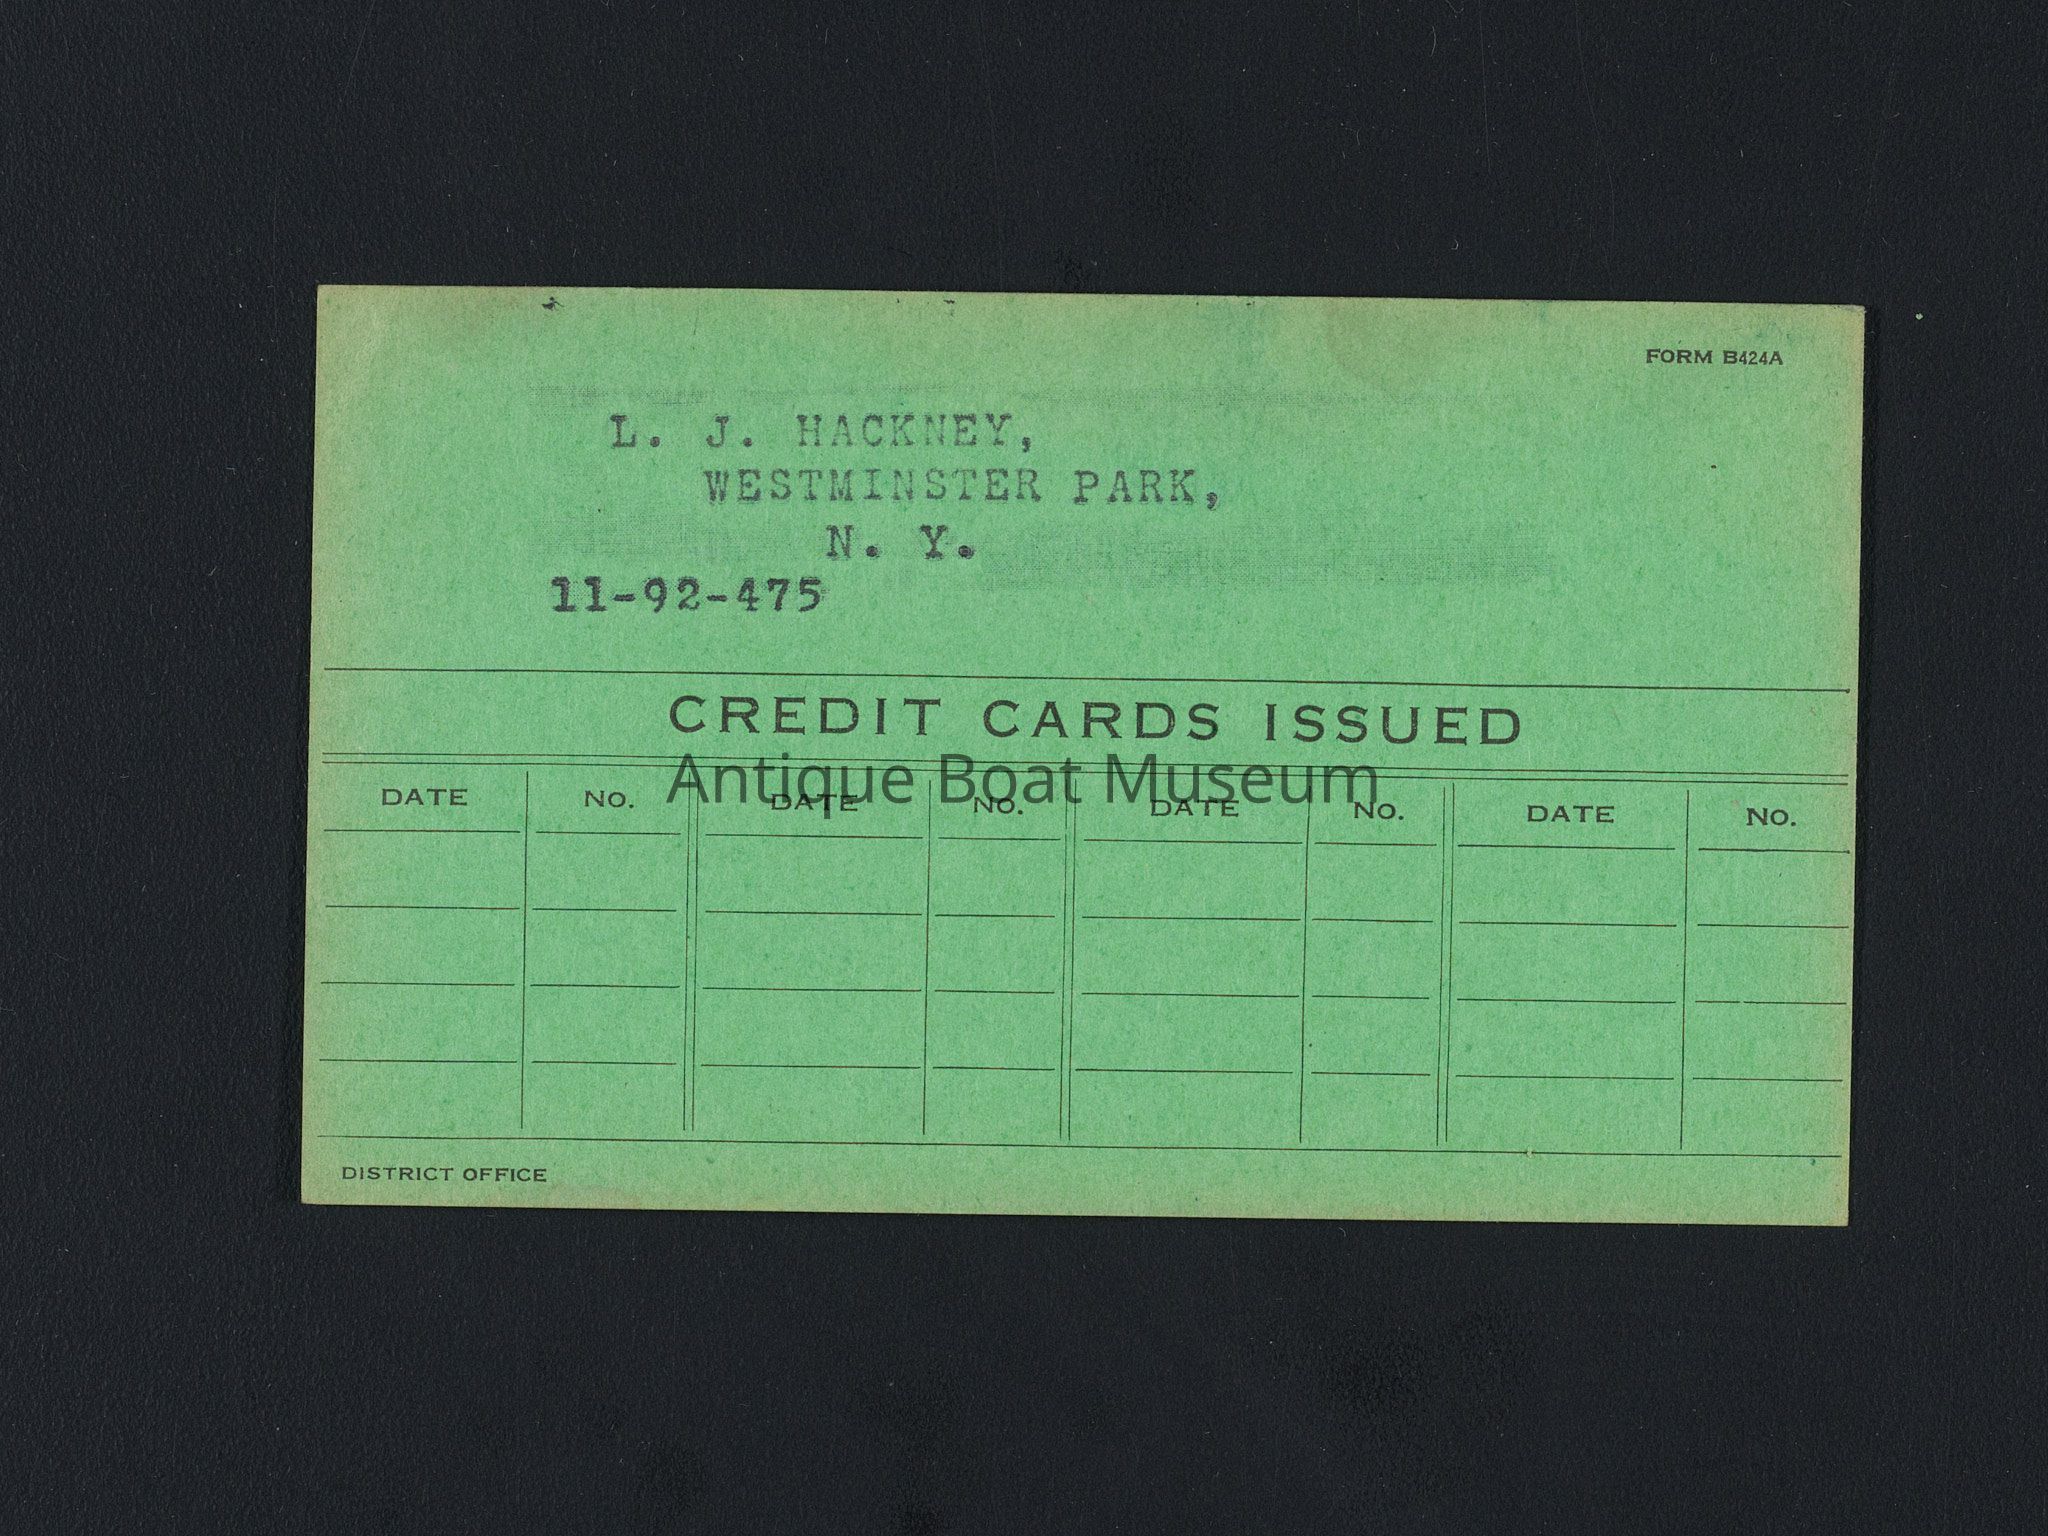 FORM B424A
L. J. HACKNEY,
WESTMINSTER PARK,
N. Y.
11-92-475
CREDIT CARDS ISSUED
Antique Boat Museum
DATE No. DATE No. DATE No. DATE No.
DISTRICT OFFICE